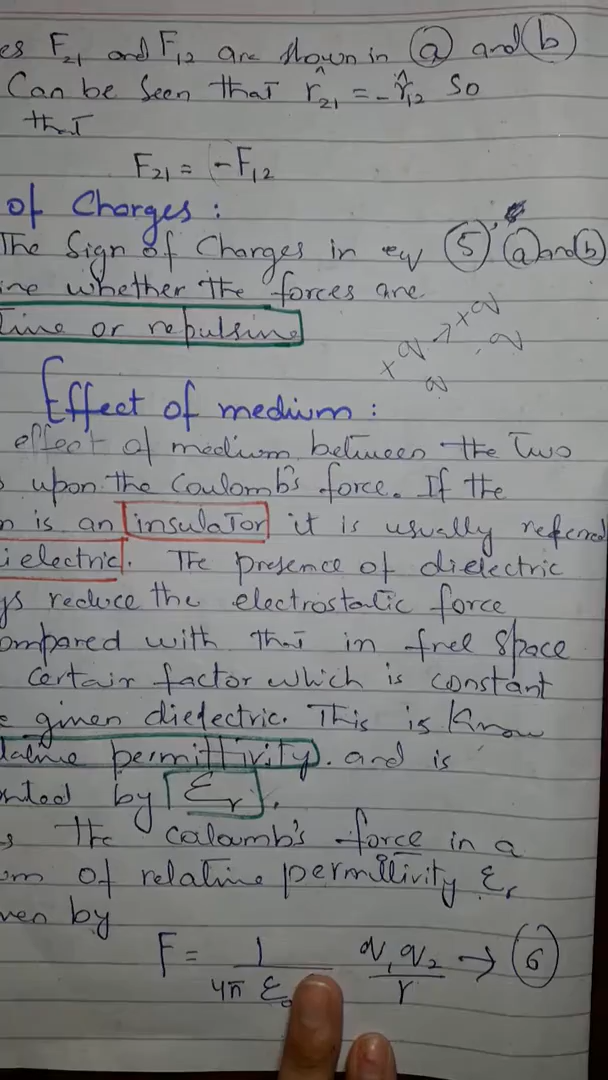 es F₂₁ and F₁₂ are shown in (a) and (b)
Can be seen that r̂₂₁ = -r̂₁₂ so
that
F₂₁ = -F₁₂
of Charges :
The Sign of Charges in eq (5), (a) and (b)
ine whether the forces are
tive or repulsive
Effect of medium :
effect of medium between the two
s upon the Coulomb's force. If the
m is an insulator it is usually referred
ielectric. The presence of dielectric
ys reduce the electrostatic force
ompared with that in free space
certain factor which is constant
e given dielectric. This is know
lative permittivity. and is
nted by εr.
s the coloumb's force in a
um of relative permittivity εr
ven by
F = 1 / 4π ε₀ q₁q₂ / r → (6)